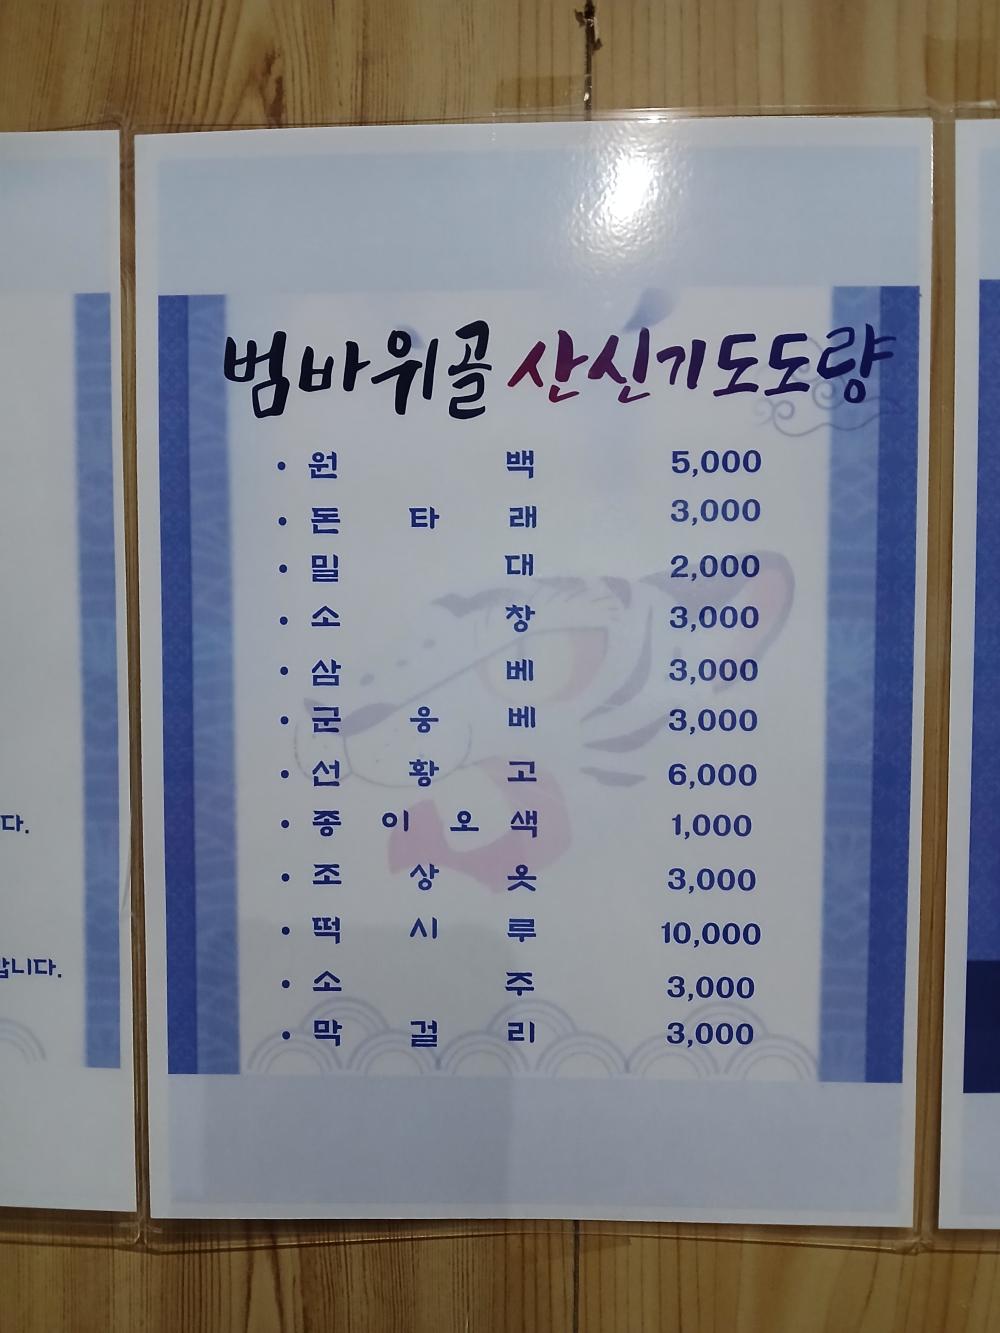 범바위골 산신기도도량
• 원백 5,000
• 돈타래 3,000
• 밀대 2,000
• 소창 3,000
• 삼베 3,000
• 군웅베 3,000
• 선황고 6,000
• 종이오색 1,000
• 조상옷 3,000
• 떡시루 10,000
• 소주 3,000
• 막걸리 3,000
다.
합니다.